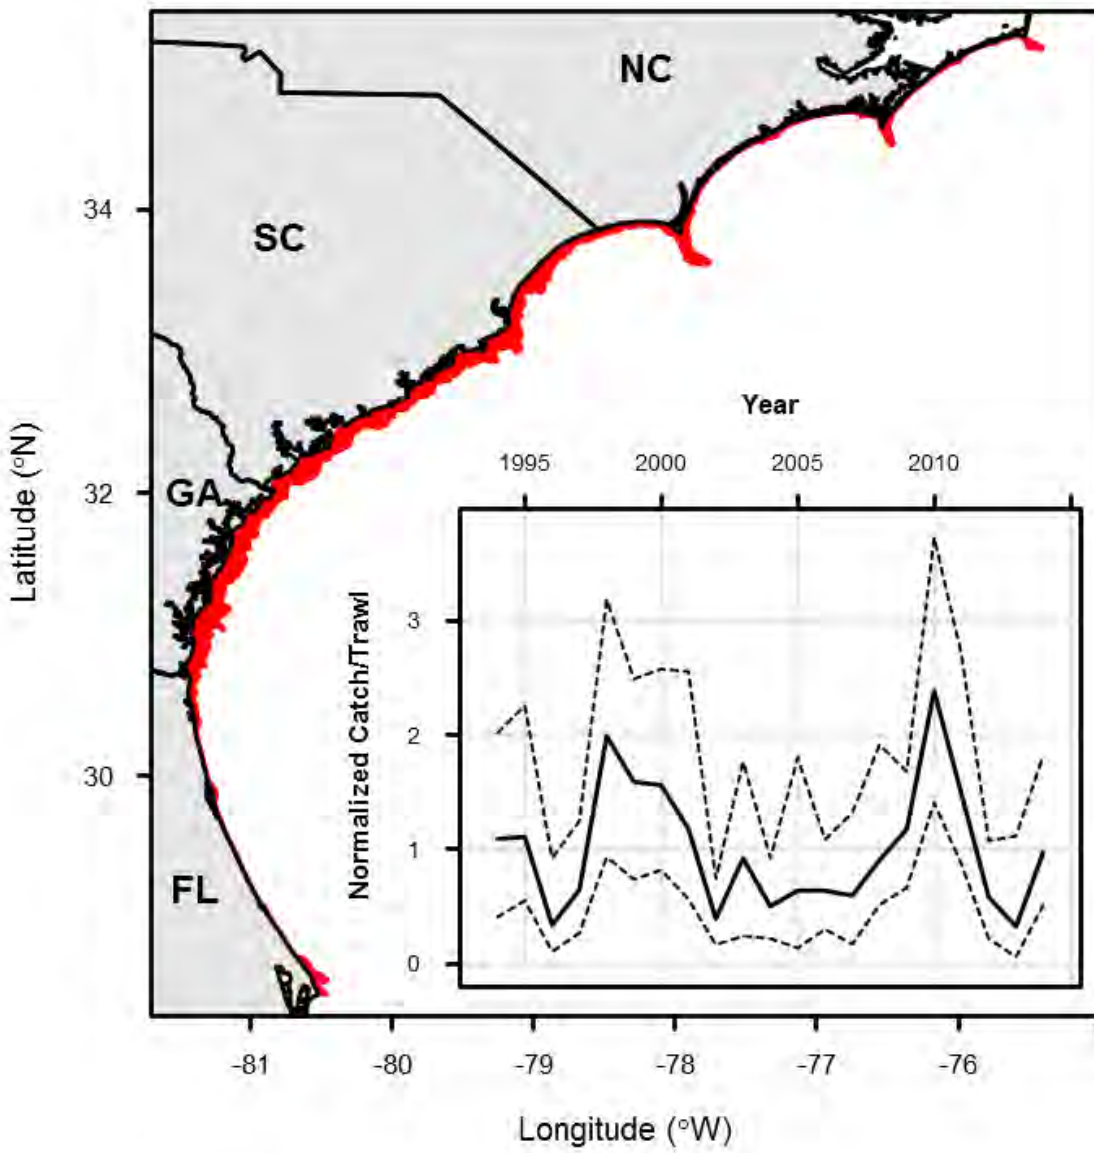 NC
34
SC
Year
1995 2000 2005 2010
Latitude (°N)
32
GA
3
Normalized Catch/Trawl
2
30
1
FL
0
-81 -80 -79 -78 -77 -76
Longitude (°W)